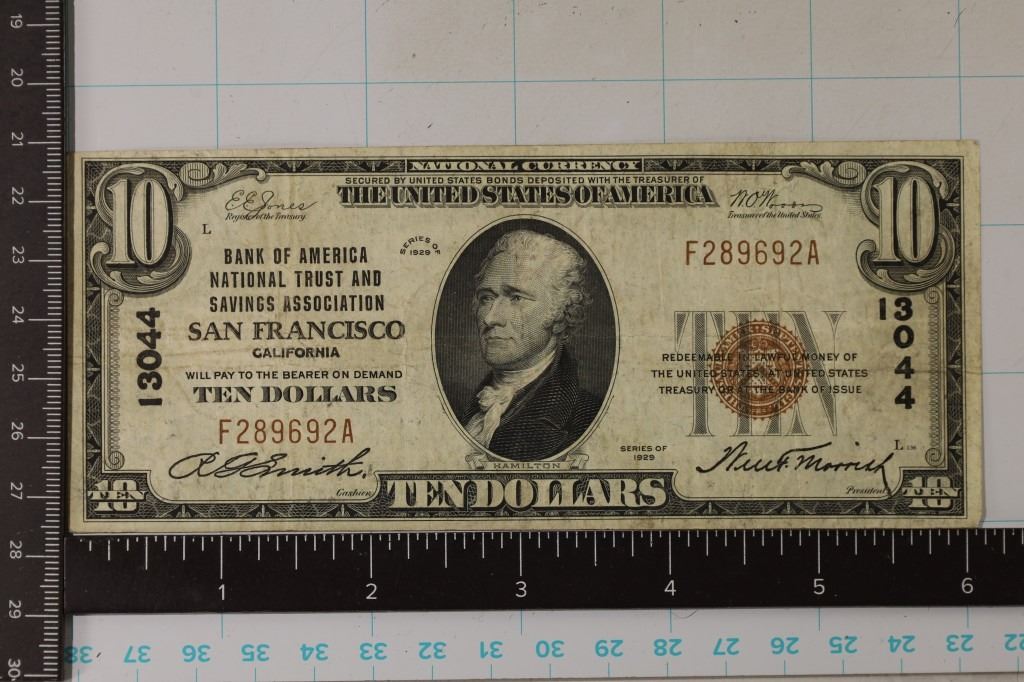 NATIONAL CURRENCY
SECURED BY UNITED STATES BONDS DEPOSITED WITH THE TREASURER OF
THE UNITED STATES OF AMERICA
10
10
E.E. Jones
Register of the Treasury.
W.O. Woods
Treasurer of the United States.
L
SERIES OF
1929
F289692A
BANK OF AMERICA
NATIONAL TRUST AND
SAVINGS ASSOCIATION
SAN FRANCISCO
CALIFORNIA
WILL PAY TO THE BEARER ON DEMAND
TEN DOLLARS
F289692A
13044
13044
TEN
REDEEMABLE IN LAWFUL MONEY OF
THE UNITED STATES AT UNITED STATES
TREASURY OR AT THE BANK OF ISSUE
SERIES OF
1929
L
HAMILTON
Cashier
President
TEN
TEN DOLLARS
TEN
1 2 3 4 5 6
19
20
21
22
23
24
25
26
27
28
29
30
38 37 36 35 34 33 32 31 30 29 28 27 26 25 24 23 22